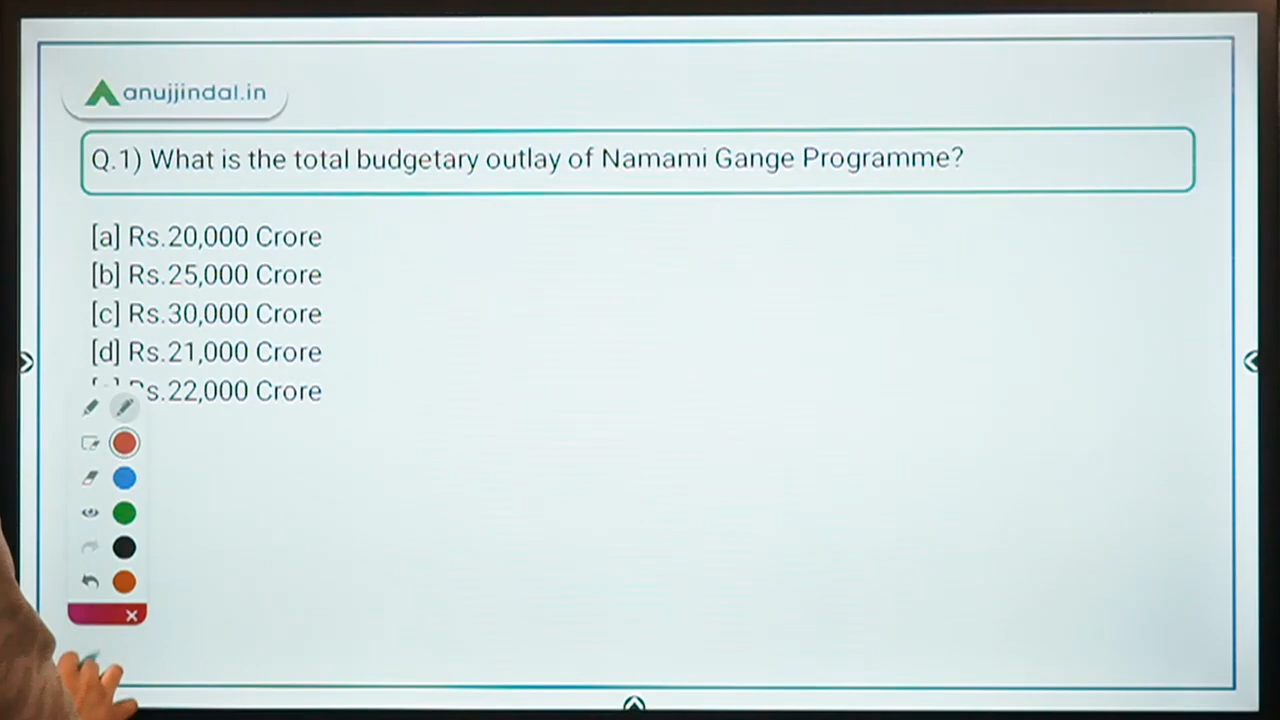 anujjindal.in
Q.1) What is the total budgetary outlay of Namami Gange Programme?
[a] Rs.20,000 Crore
[b] Rs.25,000 Crore
[c] Rs.30,000 Crore
[d] Rs.21,000 Crore
Rs.22,000 Crore